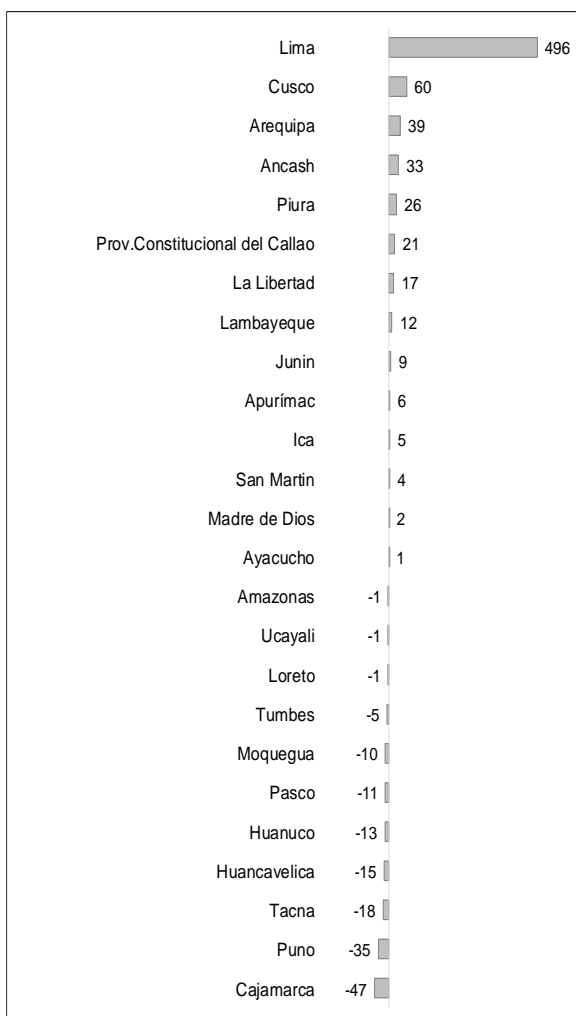 Lima 496
Cusco 60
Arequipa 39
Ancash 33
Piura 26
Prov.Constitucional del Callao 21
La Libertad 17
Lambayeque 12
Junin 9
Apurímac 6
Ica 5
San Martin 4
Madre de Dios 2
Ayacucho 1
Amazonas -1
Ucayali -1
Loreto -1
Tumbes -5
Moquegua -10
Pasco -11
Huanuco -13
Huancavelica -15
Tacna -18
Puno -35
Cajamarca -47